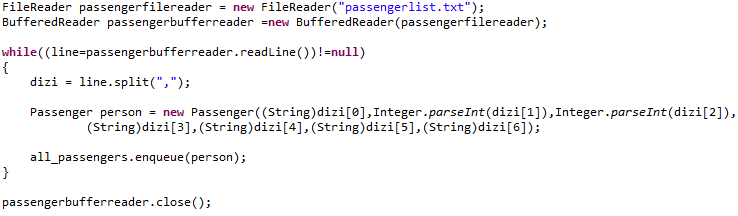 FileReader passengerfilereader = new FileReader("passengerlist.txt");
BufferedReader passengerbufferreader =new BufferedReader(passengerfilereader);
while((line=passengerbufferreader.readLine())!=null)
{
dizi = line.split(",");
Passenger person = new Passenger((String)dizi[0],Integer.parseInt(dizi[1]),Integer.parseInt(dizi[2]),
(String)dizi[3],(String)dizi[4],(String)dizi[5],(String)dizi[6]);
all_passengers.enqueue(person);
}
passengerbufferreader.close();